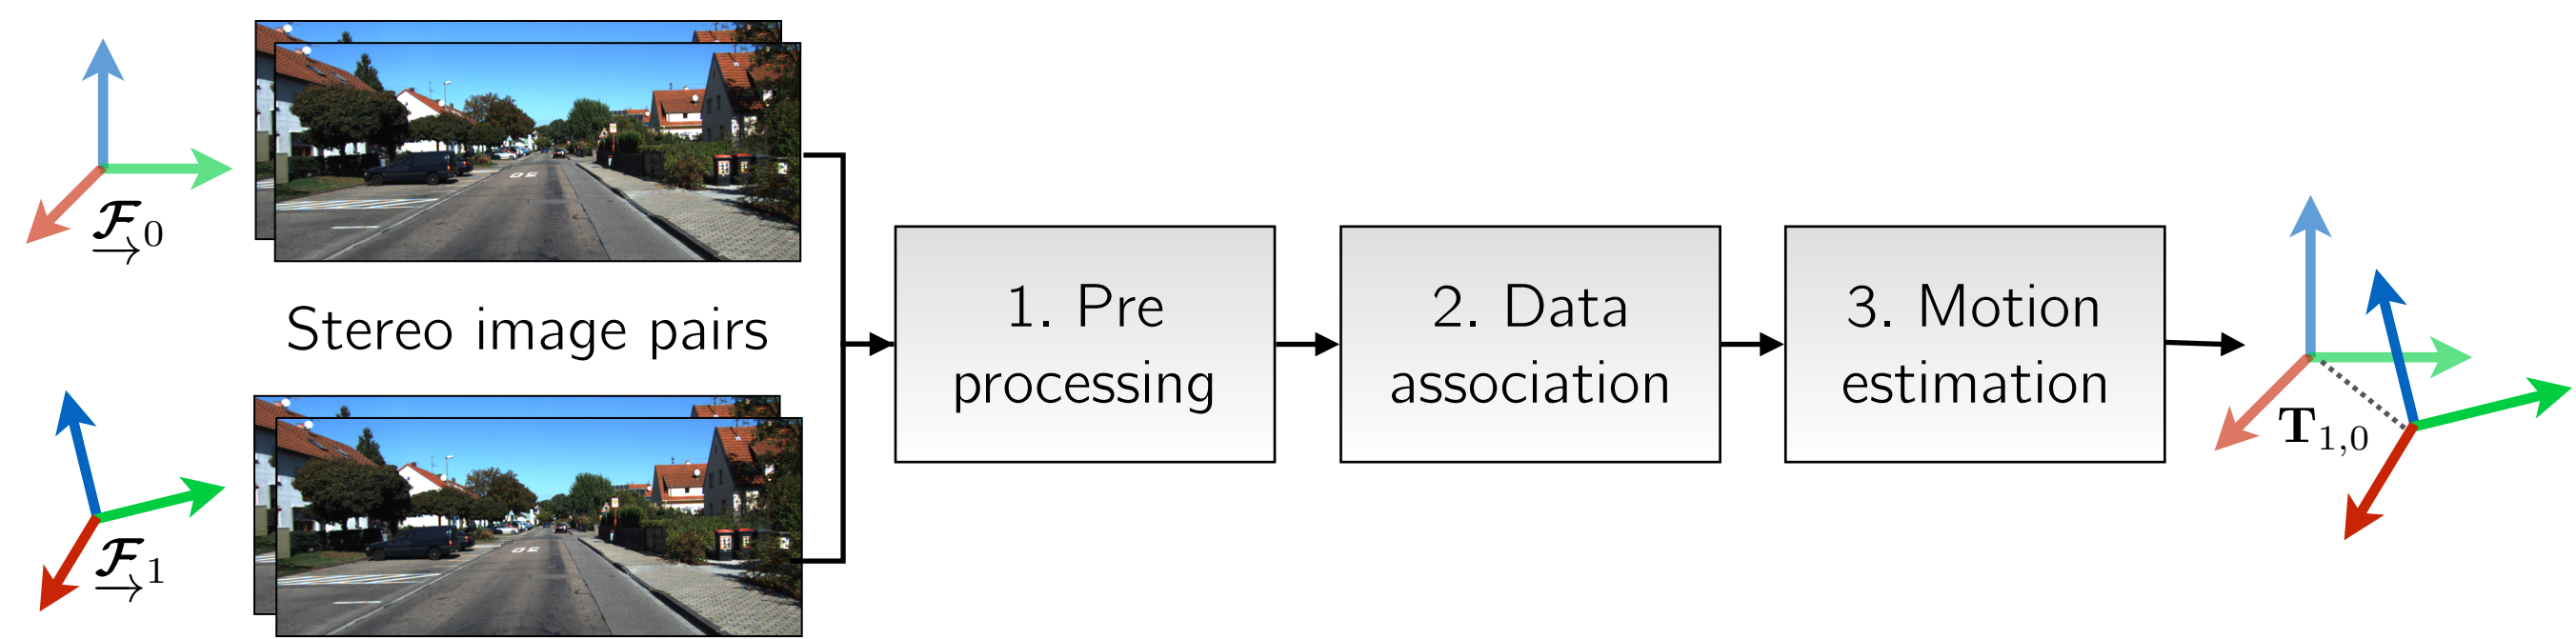 𝓕₀
Stereo image pairs
𝓕₁
1. Pre
processing
2. Data
association
3. Motion
estimation
T₁,₀